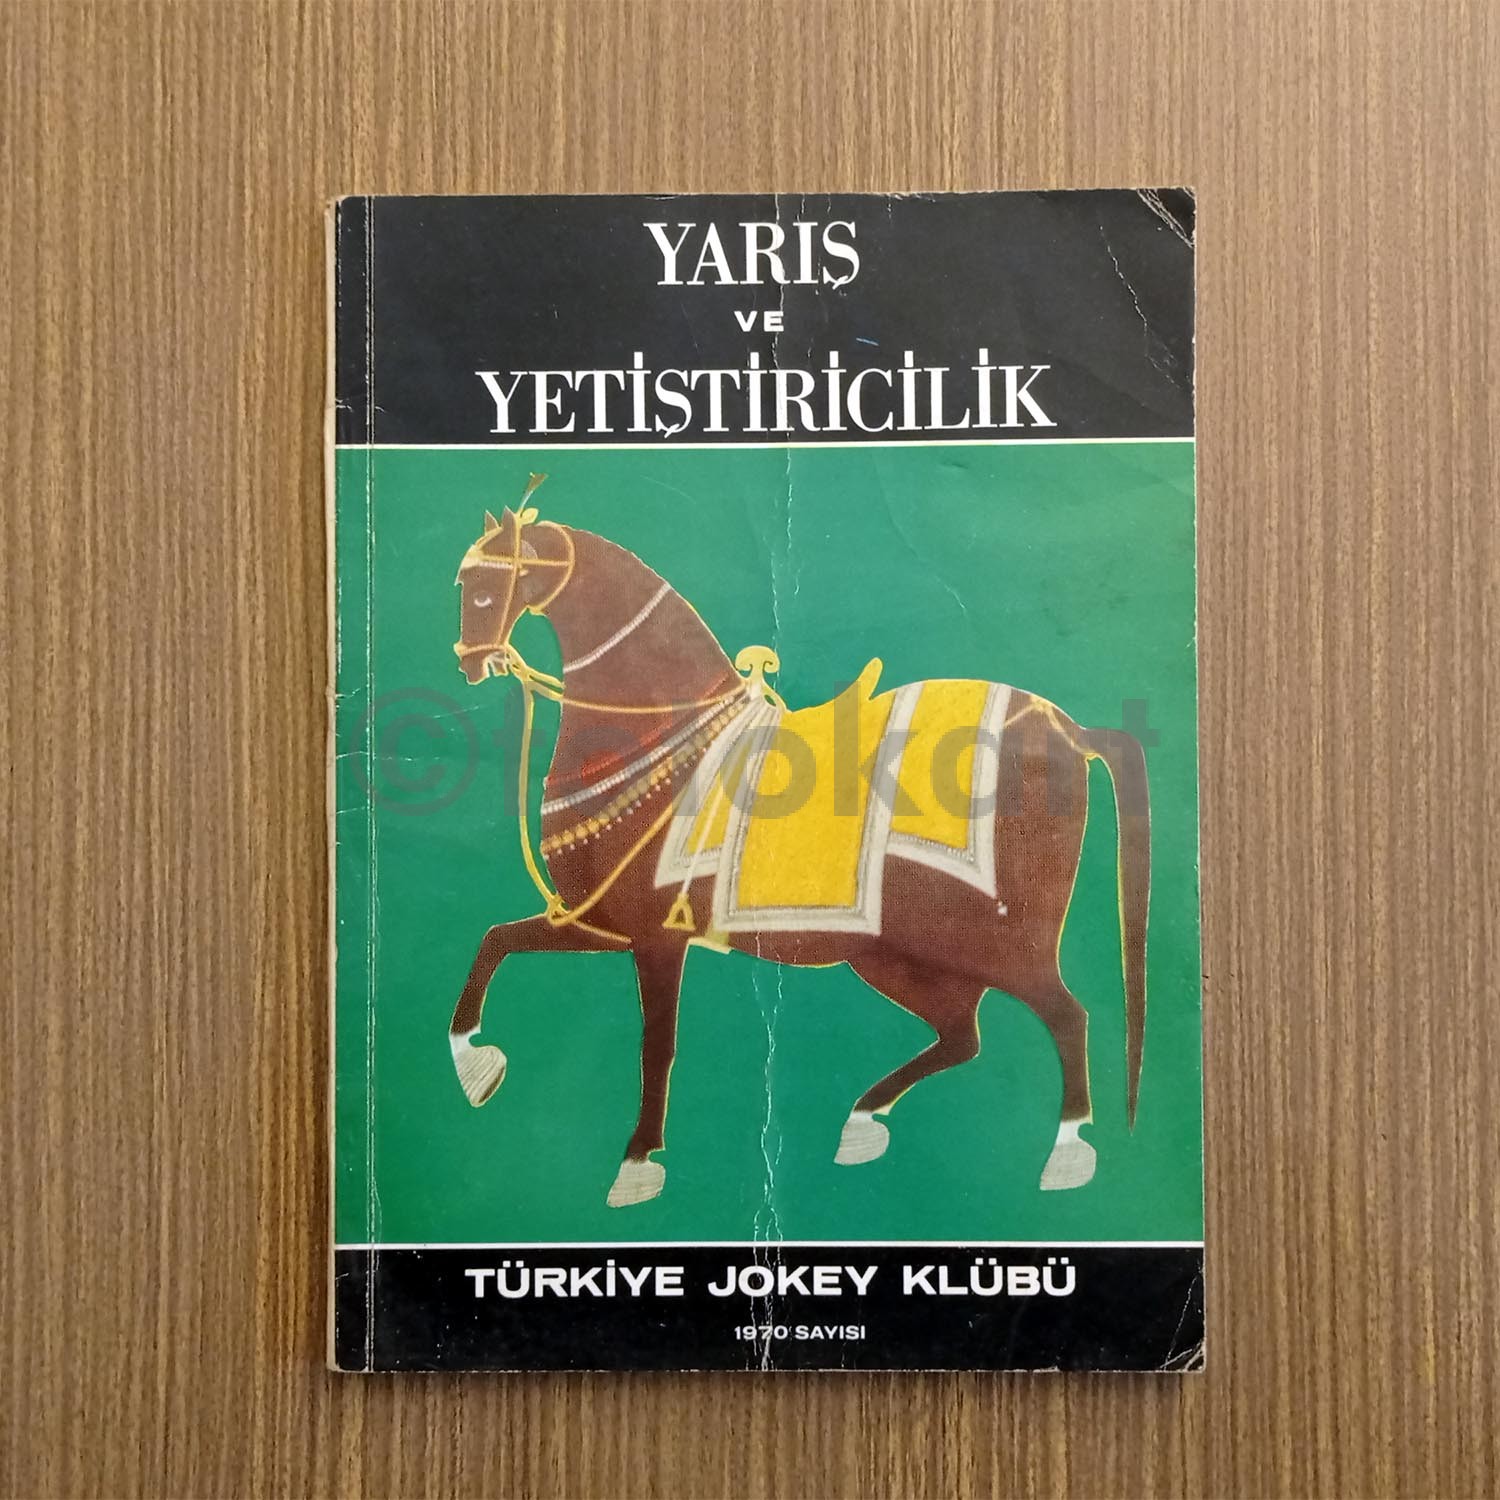 YARIŞ
VE
YETİŞTİRİCİLİK
TÜRKİYE JOKEY KLÜBÜ
1970 SAYISI